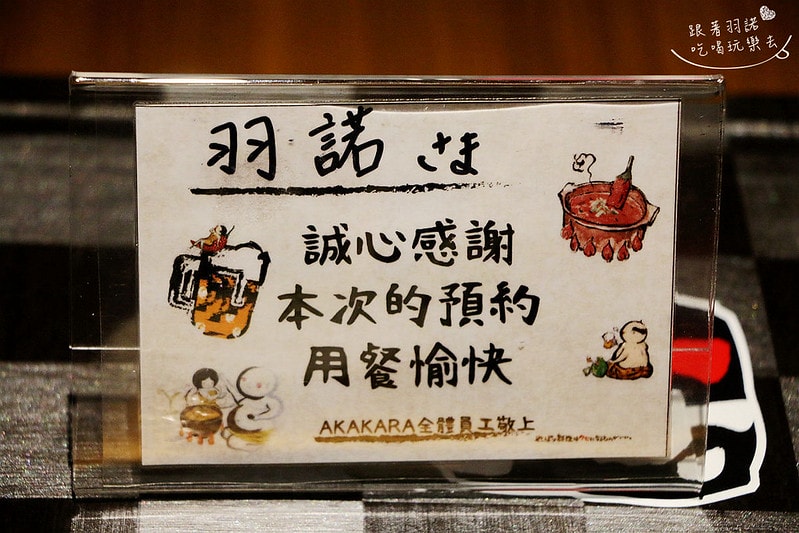 跟著羽諾
吃喝玩樂去
羽諾 さま
誠心感謝
本次的預約
用餐愉快
AKAKARA全體員工敬上